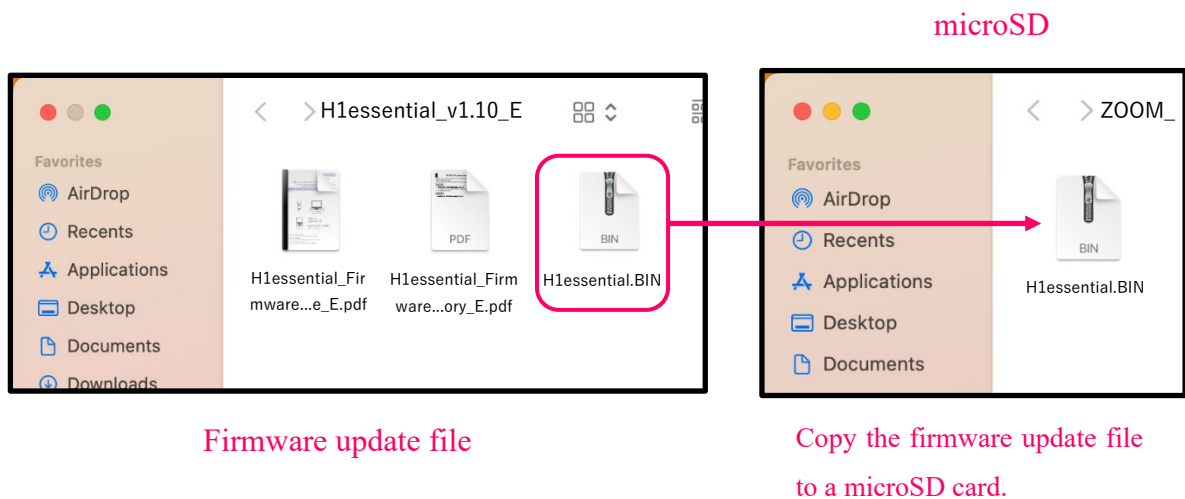 microSD
H1essential_v1.10_E
Favorites
AirDrop
Recents
Applications
Desktop
Documents
Downloads
PDF
BIN
H1essential_Fir
mware...e_E.pdf
H1essential_Firm
ware...ory_E.pdf
H1essential.BIN
ZOOM_
Favorites
AirDrop
Recents
Applications
Desktop
Documents
BIN
H1essential.BIN
Firmware update file
Copy the firmware update file
to a microSD card.